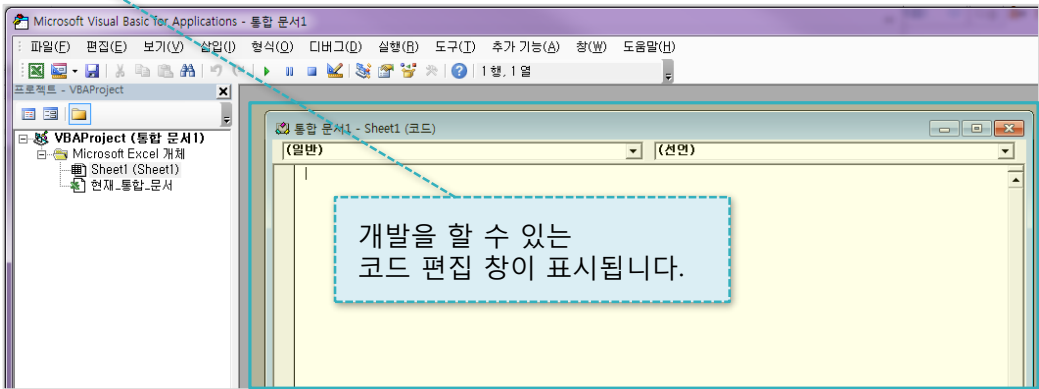 Microsoft Visual Basic for Applications - 통합 문서1
파일(F) 편집(E) 보기(V) 삽입(I) 형식(O) 디버그(D) 실행(R) 도구(T) 추가 기능(A) 창(W) 도움말(H)
1 행, 1 열
프로젝트 - VBAProject
VBAProject (통합 문서1)
Microsoft Excel 개체
Sheet1 (Sheet1)
현재_통합_문서
통합 문서1 - Sheet1 (코드)
(일반) (선언)
개발을 할 수 있는
코드 편집 창이 표시됩니다.